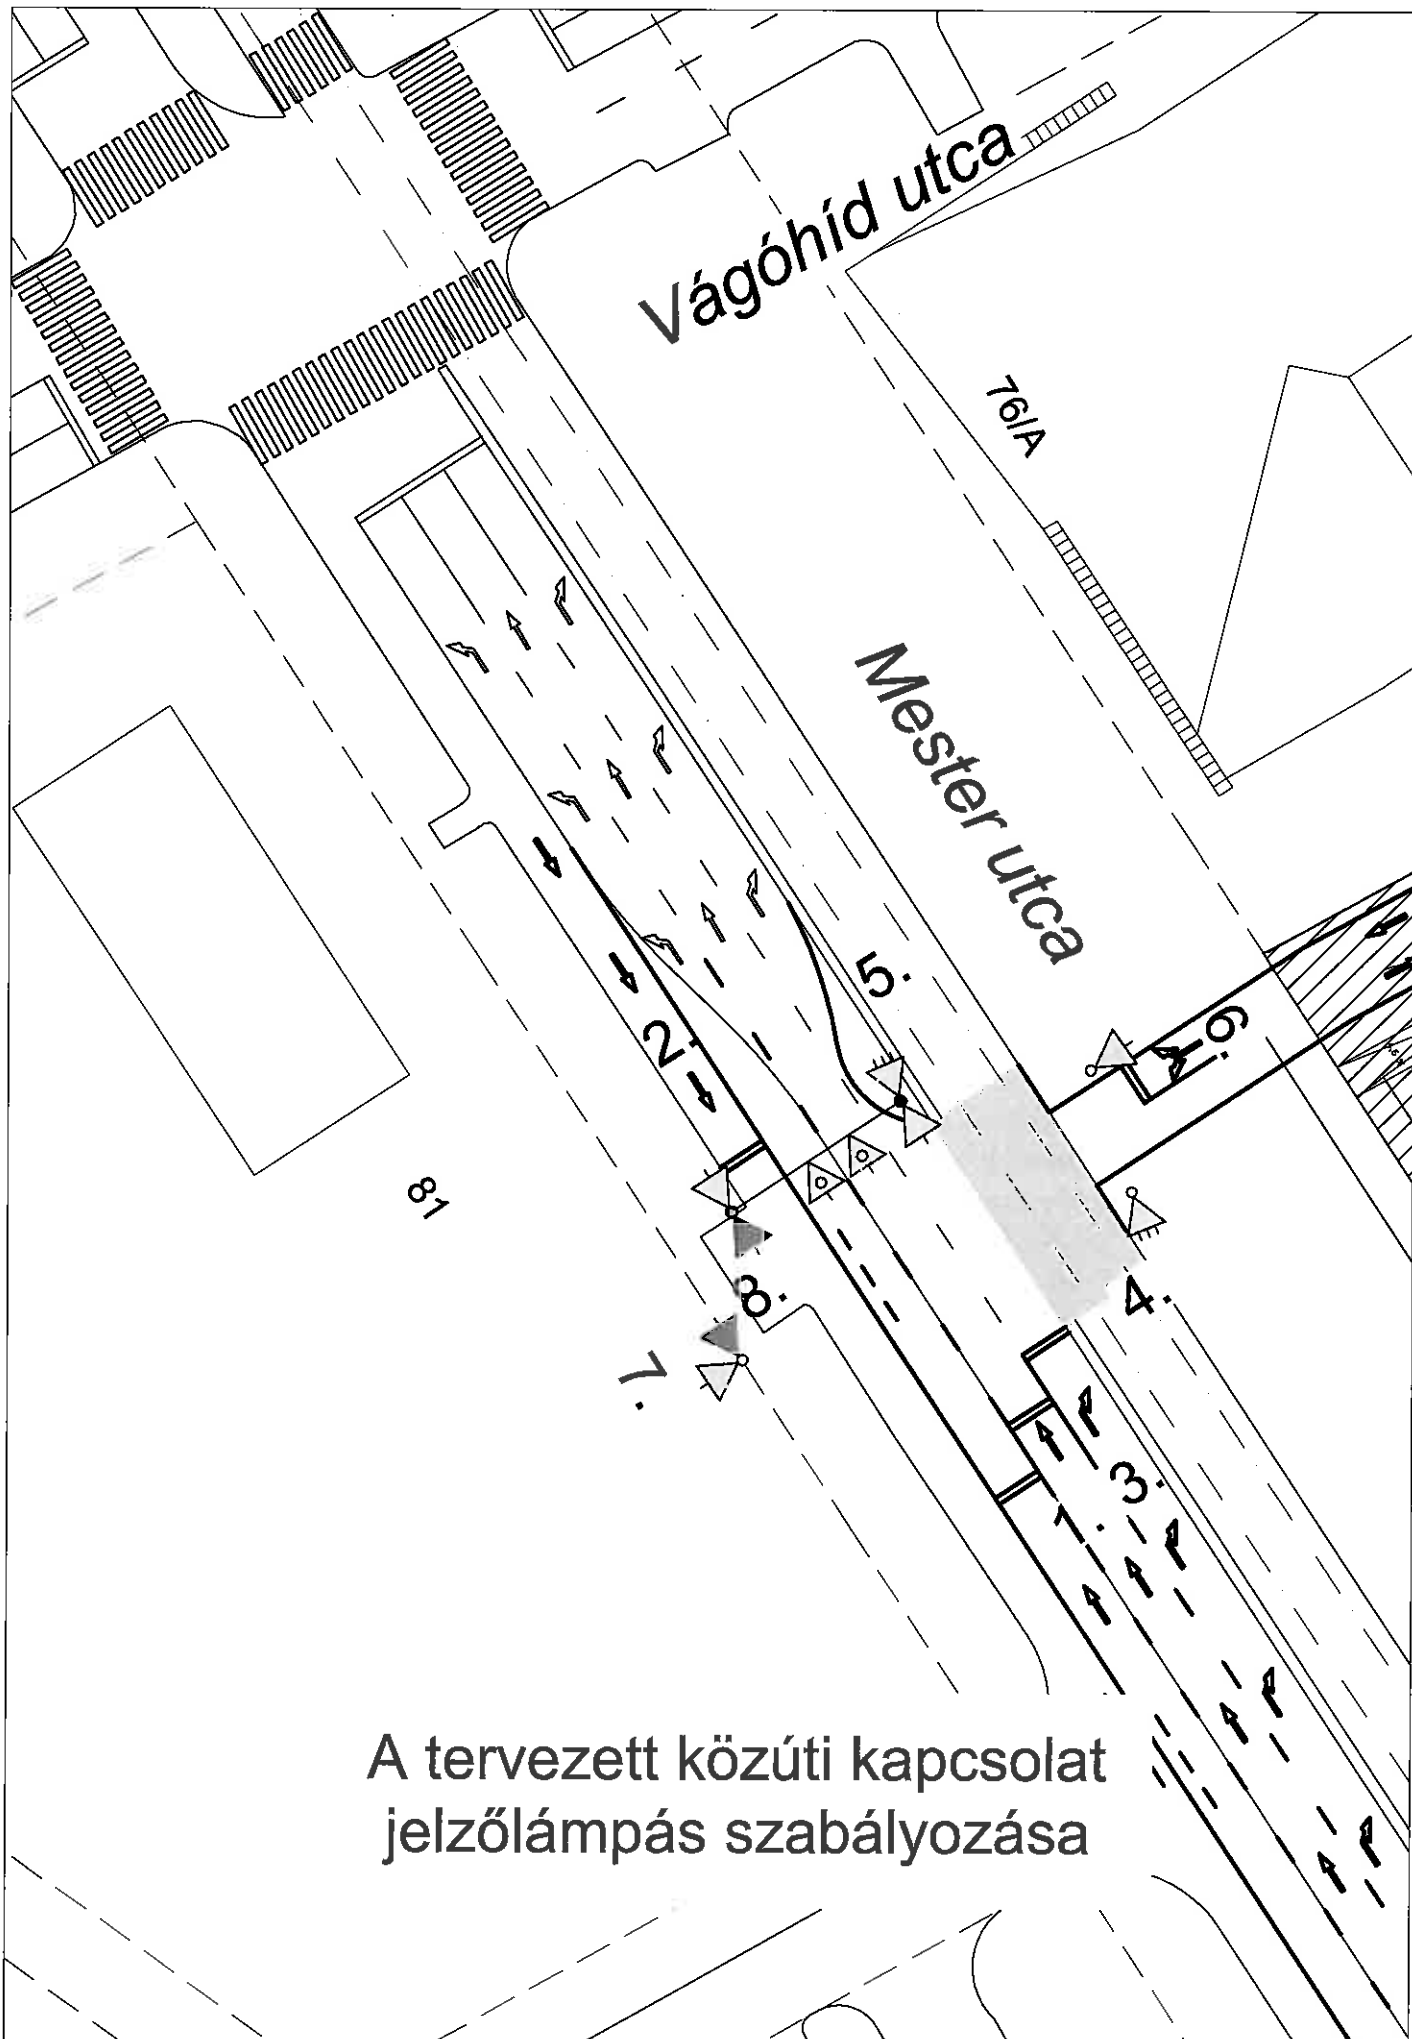 Vágóhíd utca
76/A
Mester utca
5.
6.
2.
81
8.
4.
7.
3.
1.
A tervezett közúti kapcsolat
jelzőlámpás szabályozása